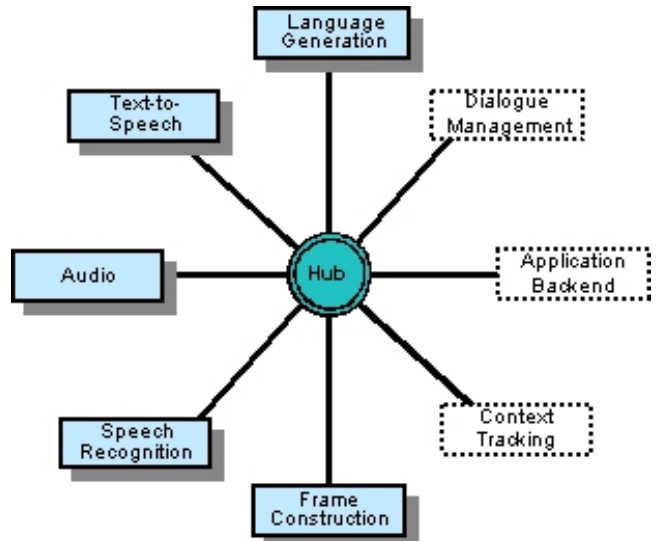 Language
Generation
Text-to-
Speech
Dialogue
Management
Audio
Hub
Application
Backend
Speech
Recognition
Context
Tracking
Frame
Construction